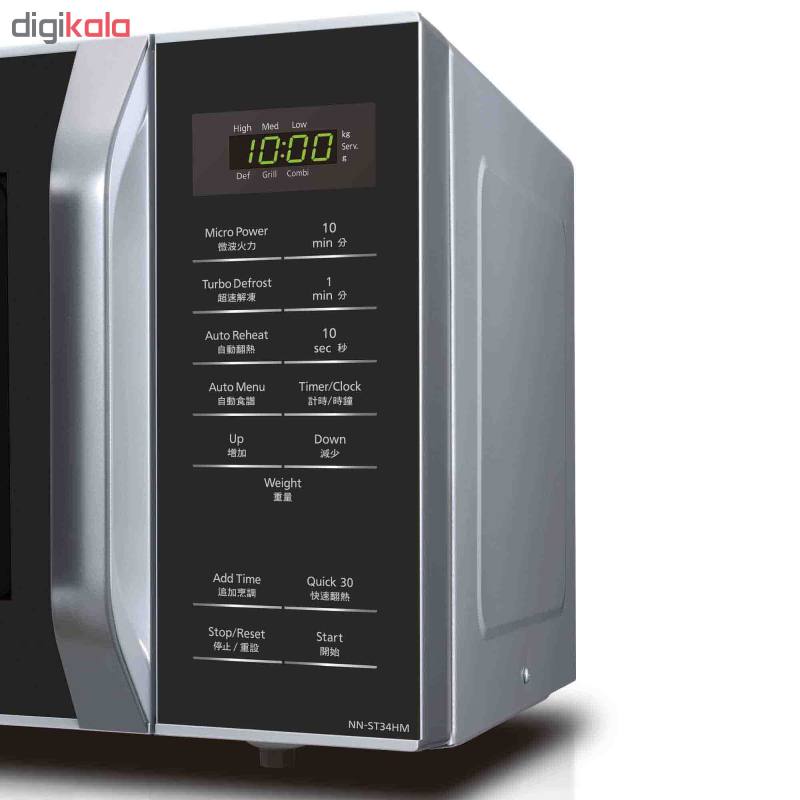 digikala
High Med Low
10:00
kg
Serv.
g
Def Grill Combi
Micro Power
微波火力
10
min 分
Turbo Defrost
超速解凍
1
min 分
Auto Reheat
自動翻熱
10
sec 秒
Auto Menu
自動食譜
Timer/Clock
計時/時鐘
Up
增加
Down
減少
Weight
重量
Add Time
追加烹調
Quick 30
快速翻熱
Stop/Reset
停止/重設
Start
開始
NN-ST34HM